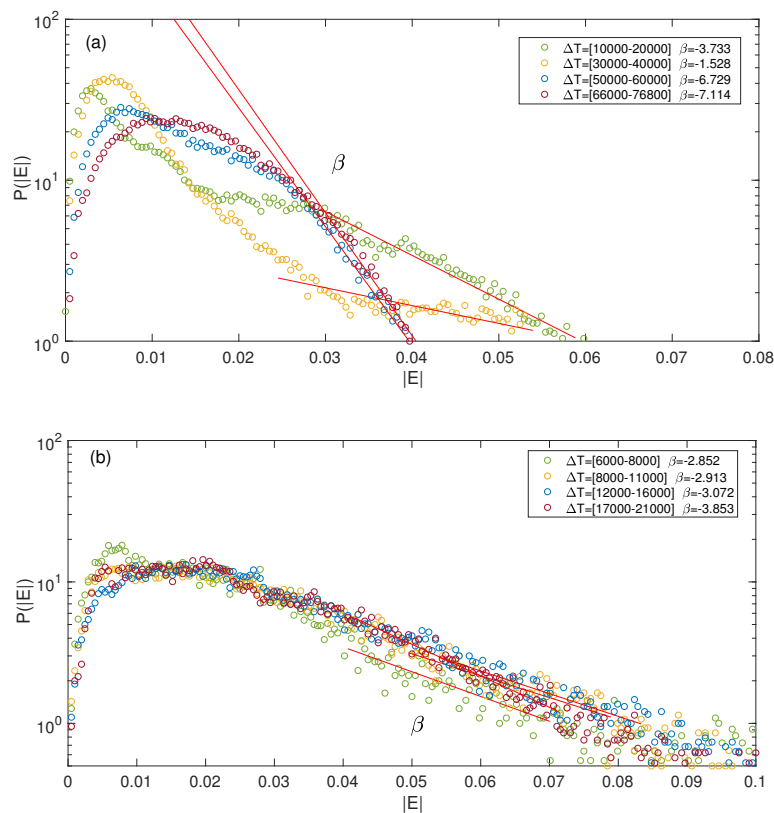 (a)
10²
10¹
10⁰
P(|E|)
ΔT=[10000-20000] β=-3.733
ΔT=[30000-40000] β=-1.528
ΔT=[50000-60000] β=-6.729
ΔT=[66000-76800] β=-7.114
β
0 0.01 0.02 0.03 0.04 0.05 0.06 0.07 0.08
|E|
(b)
10²
10¹
10⁰
P(|E|)
ΔT=[6000-8000] β=-2.852
ΔT=[8000-11000] β=-2.913
ΔT=[12000-16000] β=-3.072
ΔT=[17000-21000] β=-3.853
β
0 0.01 0.02 0.03 0.04 0.05 0.06 0.07 0.08 0.09 0.1
|E|